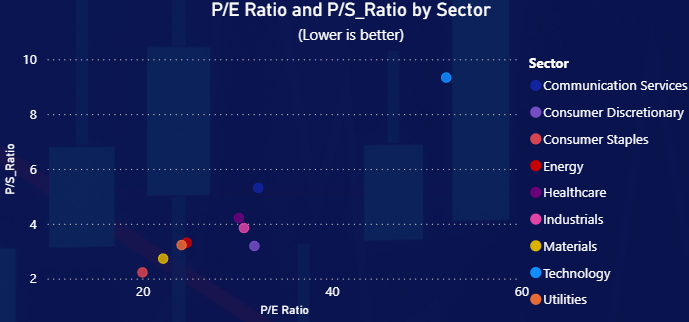 P/E Ratio and P/S_Ratio by Sector
(Lower is better)
10
8
6
4
2
P/S_Ratio
20
40
60
P/E Ratio
Sector
Communication Services
Consumer Discretionary
Consumer Staples
Energy
Healthcare
Industrials
Materials
Technology
Utilities